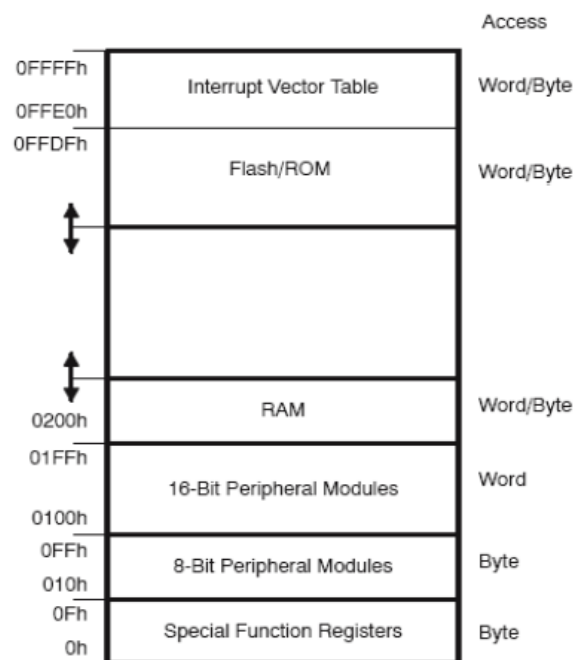 Access
0FFFFh
Interrupt Vector Table
Word/Byte
0FFE0h
0FFDFh
Flash/ROM
Word/Byte
RAM
Word/Byte
0200h
01FFh
16-Bit Peripheral Modules
Word
0100h
0FFh
8-Bit Peripheral Modules
Byte
010h
0Fh
Special Function Registers
Byte
0h